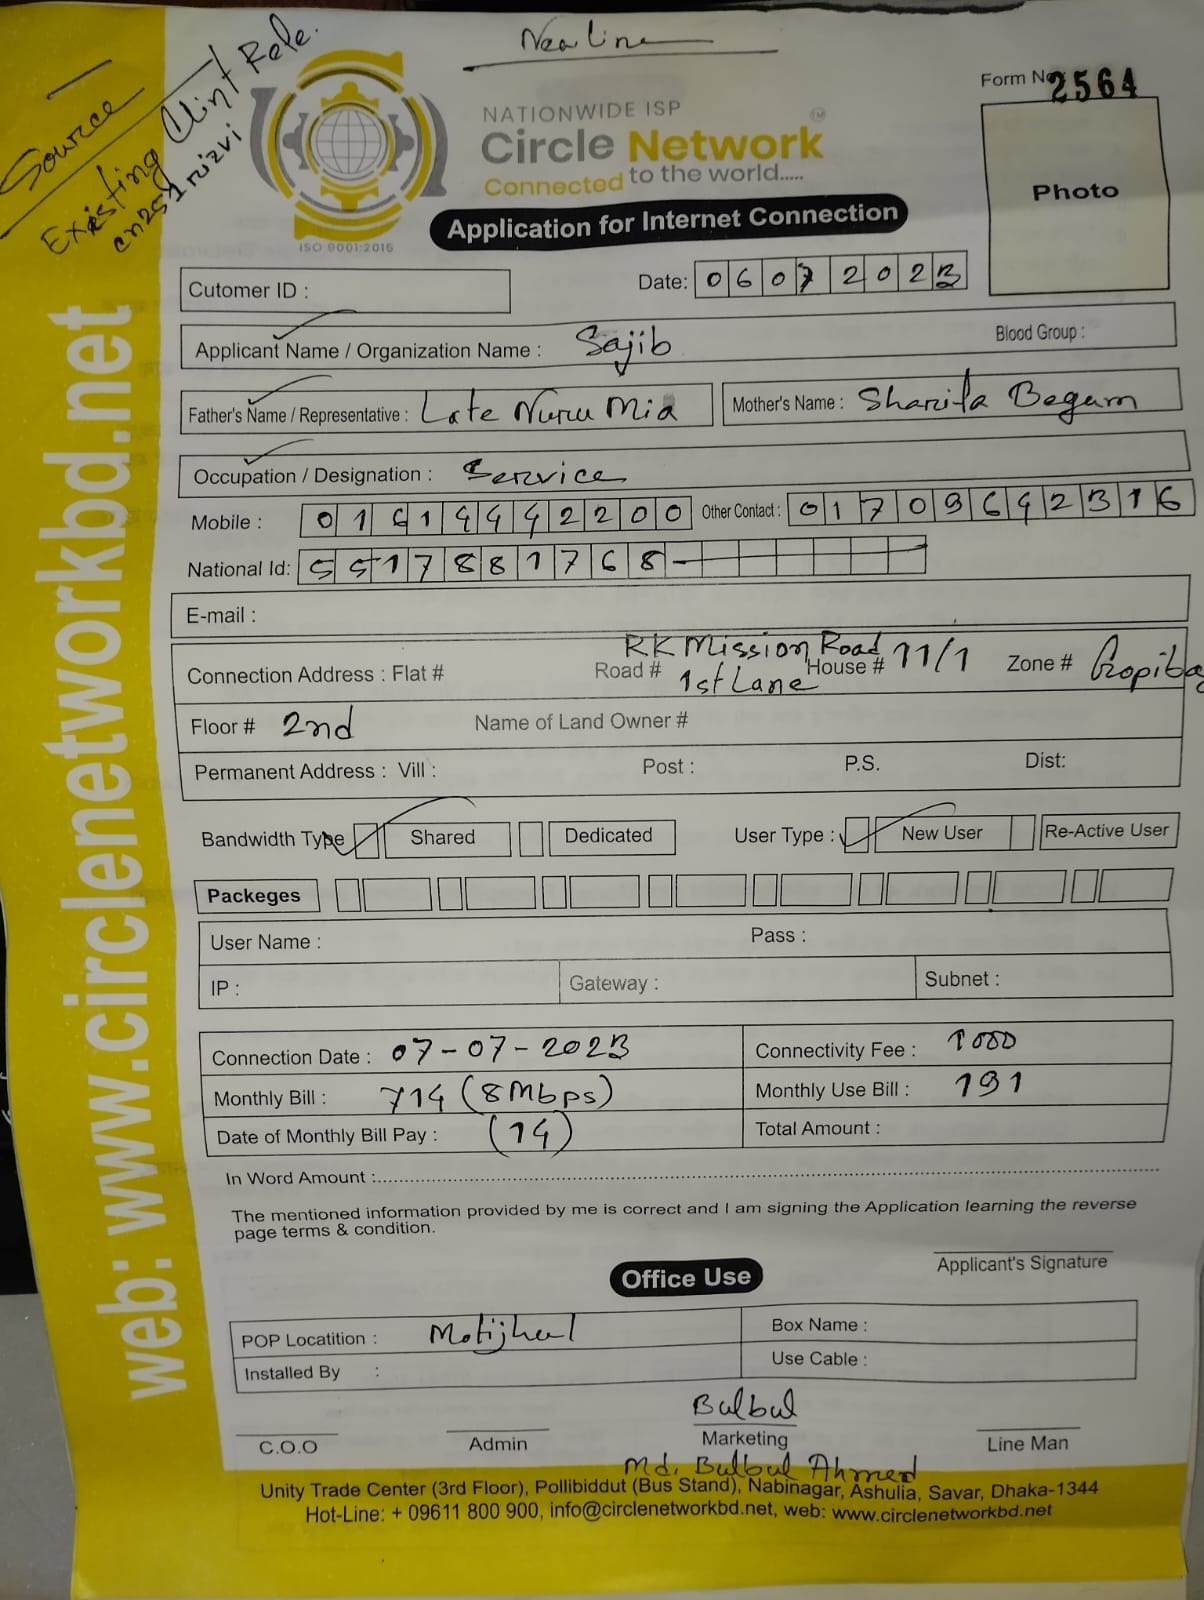 New Line
Source
Existing Clint Refe.
cn251rizvi
Form No 2564
NATIONWIDE ISP
Circle Network
Connected to the world.....
ISO 9001:2015
Application for Internet Connection
Photo
Cutomer ID :
Date: 06072023
Applicant Name / Organization Name : Sajib Blood Group :
Father's Name / Representative : Late Nuru Mia Mother's Name : Sharifa Begum
Occupation / Designation : Service
Mobile : 01614442200 Other Contact : 01709642316
National Id: 5517881768
E-mail :
Connection Address : Flat # Road # RK Mission Road 1st Lane House # 11/1 Zone # Gopibag
Floor # 2nd Name of Land Owner #
Permanent Address : Vill : Post : P.S. Dist:
Bandwidth Type Shared Dedicated User Type : New User Re-Active User
Packeges
User Name : Pass :
IP : Gateway : Subnet :
Connection Date : 07-07-2023 Connectivity Fee : 1000
Monthly Bill : 714 (8Mbps) Monthly Use Bill : 191
Date of Monthly Bill Pay : (14) Total Amount :
In Word Amount :
The mentioned information provided by me is correct and I am signing the Application learning the reverse
page terms & condition.
Applicant's Signature
Office Use
POP Locatition : Motijheel Box Name :
Installed By : Use Cable :
Bulbul
C.O.O Admin Marketing Line Man
Md. Bulbul Ahmed
Unity Trade Center (3rd Floor), Pollibiddut (Bus Stand), Nabinagar, Ashulia, Savar, Dhaka-1344
Hot-Line: + 09611 800 900, info@circlenetworkbd.net, web: www.circlenetworkbd.net
web: www.circlenetworkbd.net